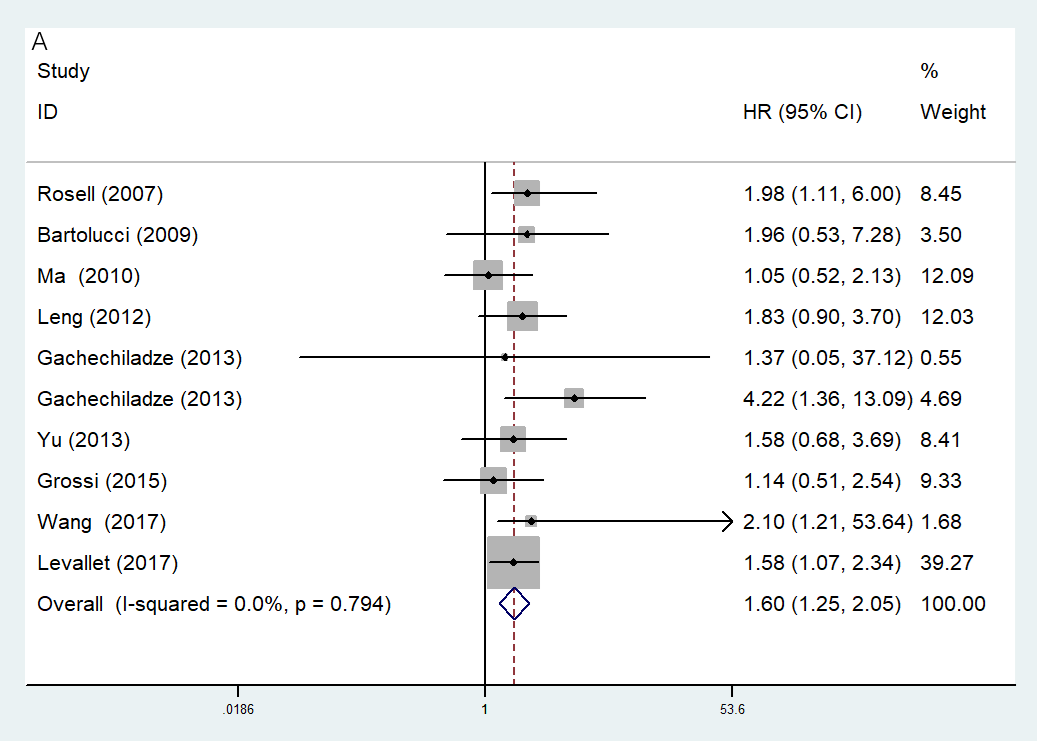 A
Study %
ID HR (95% CI) Weight
Rosell (2007) 1.98 (1.11, 6.00) 8.45
Bartolucci (2009) 1.96 (0.53, 7.28) 3.50
Ma (2010) 1.05 (0.52, 2.13) 12.09
Leng (2012) 1.83 (0.90, 3.70) 12.03
Gachechiladze (2013) 1.37 (0.05, 37.12) 0.55
Gachechiladze (2013) 4.22 (1.36, 13.09) 4.69
Yu (2013) 1.58 (0.68, 3.69) 8.41
Grossi (2015) 1.14 (0.51, 2.54) 9.33
Wang (2017) 2.10 (1.21, 53.64) 1.68
Levallet (2017) 1.58 (1.07, 2.34) 39.27
Overall (I-squared = 0.0%, p = 0.794) 1.60 (1.25, 2.05) 100.00
.0186 1 53.6